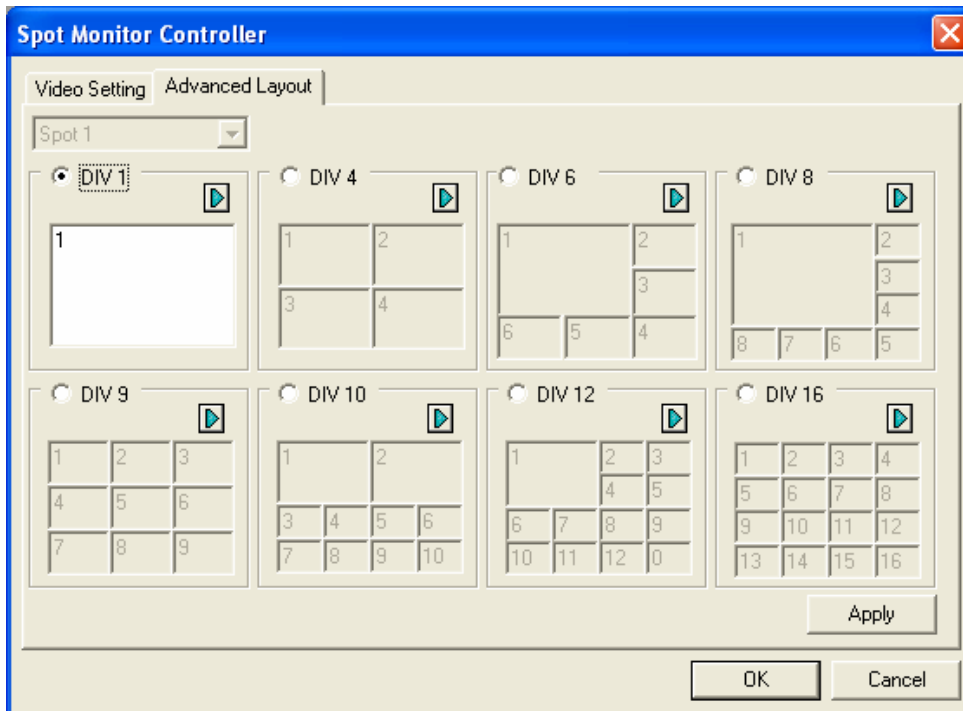 Spot Monitor Controller
Video Setting Advanced Layout
Spot 1
DIV 1 DIV 4 DIV 6 DIV 8
1
1 2
3 4
1 2
3
6 5 4
1 2
3
4
8 7 6 5
DIV 9 DIV 10 DIV 12 DIV 16
1 2 3
4 5 6
7 8 9
1 2
3 4 5 6
7 8 9 10
1 2 3
4 5
6 7 8 9
10 11 12 0
1 2 3 4
5 6 7 8
9 10 11 12
13 14 15 16
Apply
OK Cancel